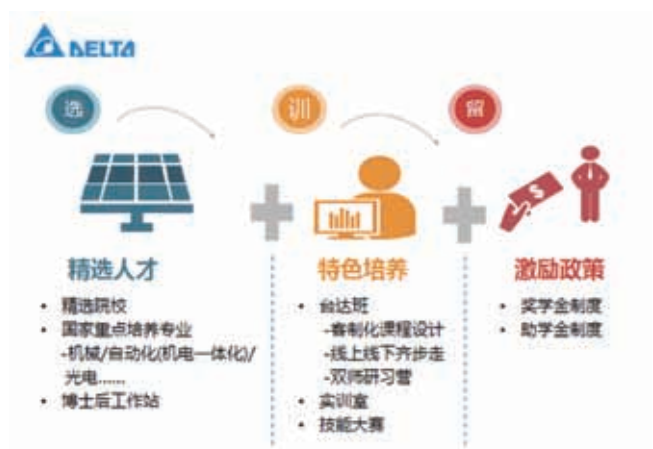 DELTA
选
训
留
$
精选人才
特色培养
激励政策
• 精选院校
• 国家重点培养专业
-机械/自动化(机电一体化)/
光电......
• 博士后工作站
• 台达班
-客制化课程设计
-线上线下齐步走
-双师研习营
• 实训室
• 技能大赛
• 奖学金制度
• 助学金制度